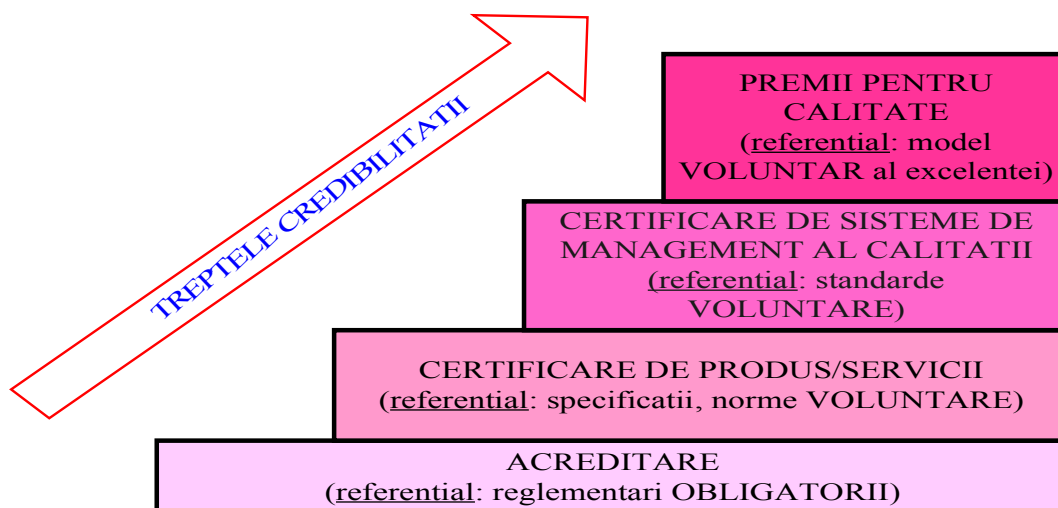 TREPTELE CREDIBILITATII
PREMII PENTRU
CALITATE
(referential: model
VOLUNTAR al excelentei)
CERTIFICARE DE SISTEME DE
MANAGEMENT AL CALITATII
(referential: standarde
VOLUNTARE)
CERTIFICARE DE PRODUS/SERVICII
(referential: specificatii, norme VOLUNTARE)
ACREDITARE
(referential: reglementari OBLIGATORII)